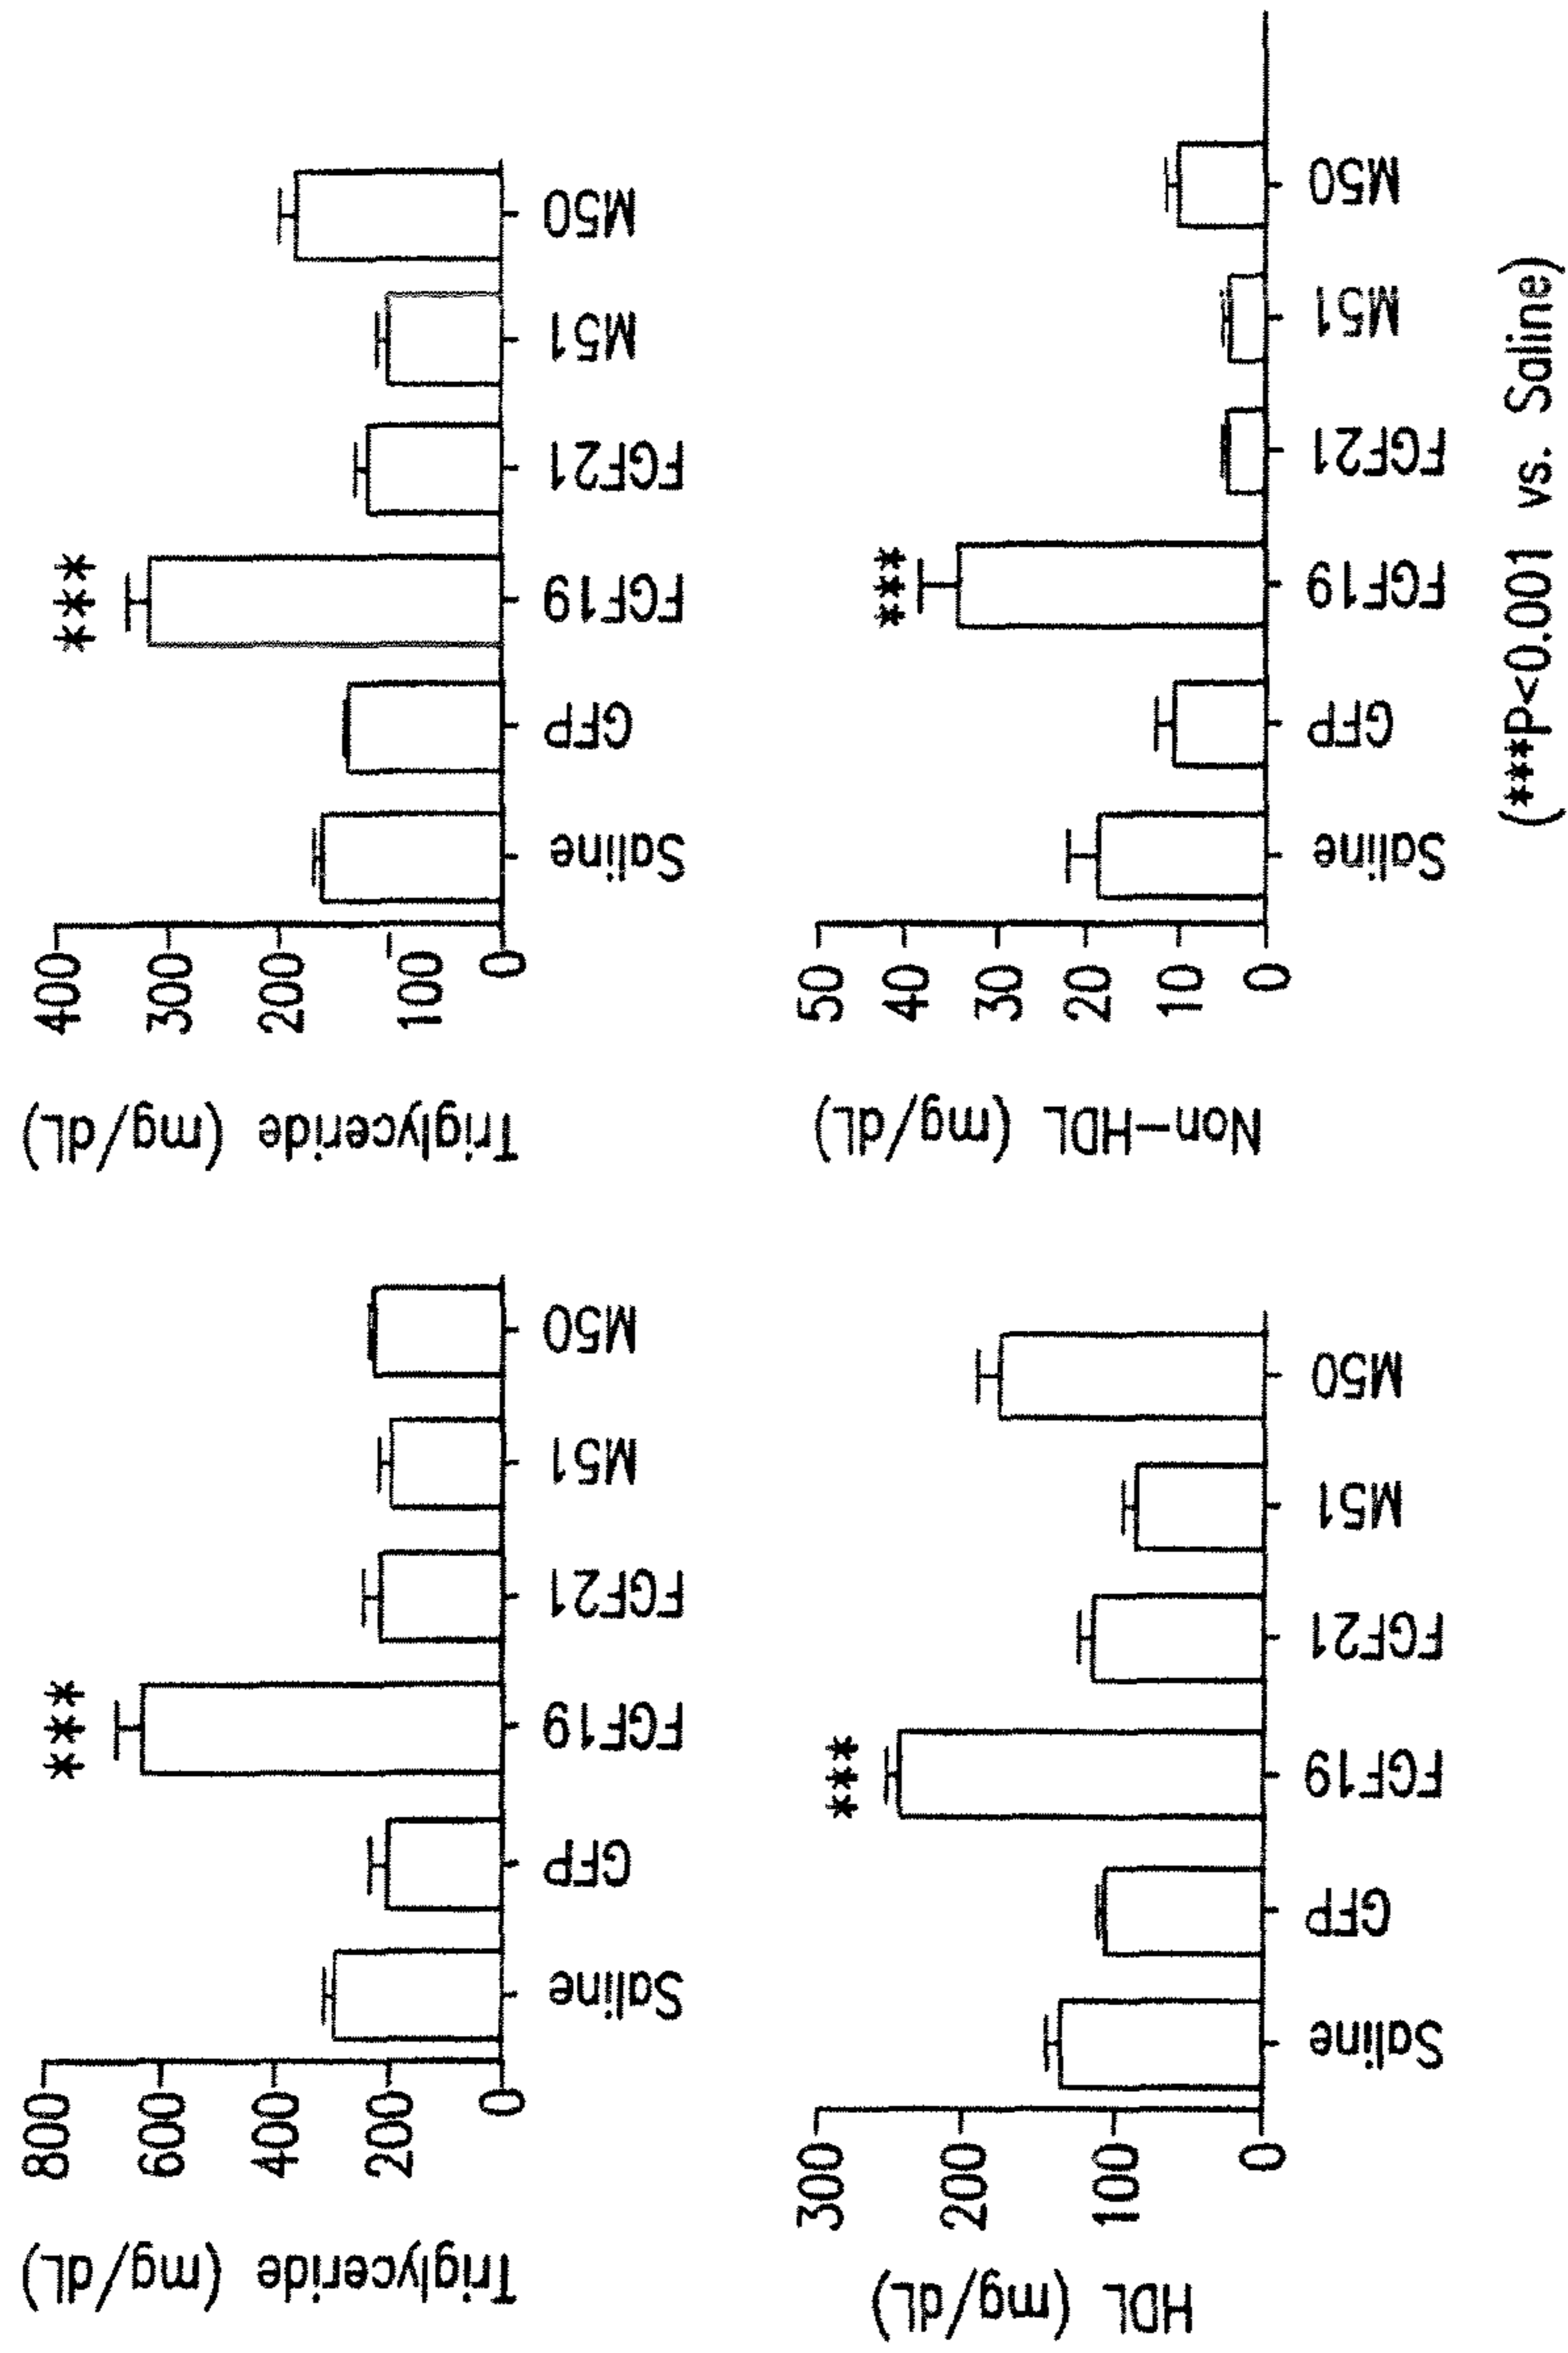 Triglyceride (mg/dL)
800
600
400
200
0
***
Saline
GFP
FGF19
FGF21
M51
M50
Triglyceride (mg/dL)
400
300
200
100
0
***
Saline
GFP
FGF19
FGF21
M51
M50
HDL (mg/dL)
300
200
100
0
***
Saline
GFP
FGF19
FGF21
M51
M50
Non-HDL (mg/dL)
50
40
30
20
10
0
***
Saline
GFP
FGF19
FGF21
M51
M50
(***P<0.001 vs. Saline)